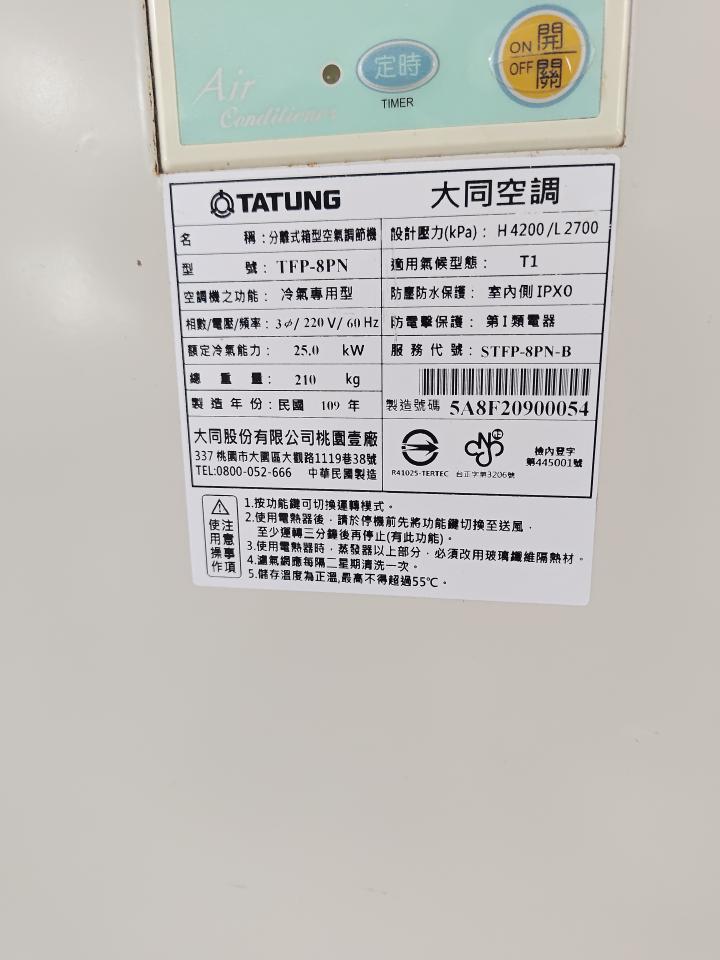 ON 開
OFF 關
定時
TIMER
Air
Conditioner
TATUNG 大同空調
名 稱：分離式箱型空氣調節機 設計壓力(kPa)： H 4200 /L 2700
型 號： TFP-8PN 適用氣候型態： T1
空調機之功能： 冷氣專用型 防塵防水保護： 室內側 IPX0
相數/電壓/頻率： 3ϕ/ 220 V/ 60 Hz 防電擊保護： 第 I 類電器
額定冷氣能力： 25.0 kW 服務代號： STFP-8PN-B
總 重 量： 210 kg
製造年份：民國 109 年 製造號碼 5A8F20900054
大同股份有限公司桃園壹廠
337 桃園市大園區大觀路1119巷38號
TEL:0800-052-666 中華民國製造
R41025-TERTEC
台正字第3206號
檢內登字
第445001號
使注
用意
操事
作項
1.按功能鍵可切換運轉模式。
2.使用電熱器後，請於停機前先將功能鍵切換至送風，
至少運轉三分鐘後再停止(有此功能)。
3.使用電熱器時，蒸發器以上部分，必須改用玻璃纖維隔熱材。
4.濾氣網應每隔二星期清洗一次。
5.儲存溫度為正溫,最高不得超過55℃。